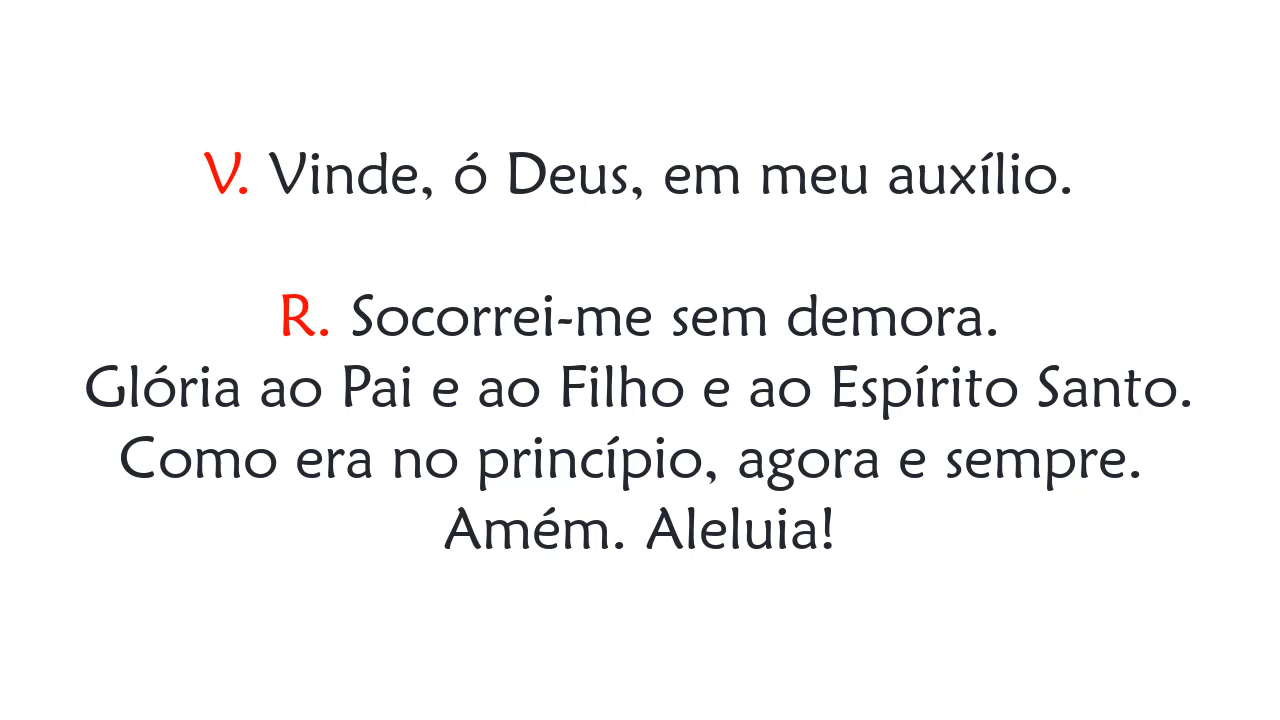 V. Vinde, ó Deus, em meu auxílio.
R. Socorrei-me sem demora.
Glória ao Pai e ao Filho e ao Espírito Santo.
Como era no princípio, agora e sempre.
Amém. Aleluia!